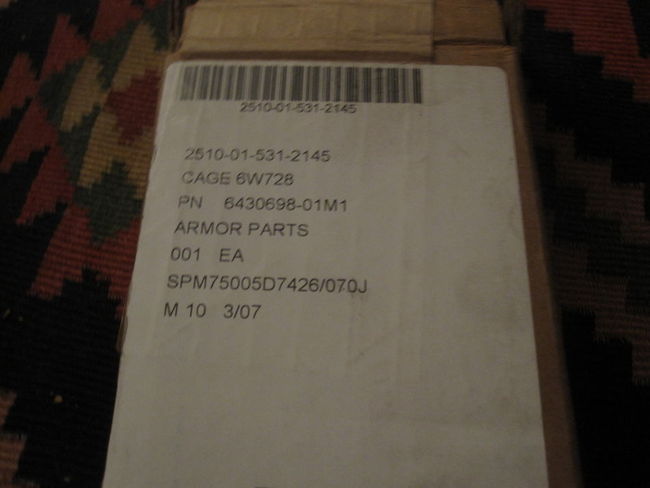 2510-01-531-2145
2510-01-531-2145
CAGE 6W728
PN 6430698-01M1
ARMOR PARTS
001 EA
SPM75005D7426/070J
M 10 3/07